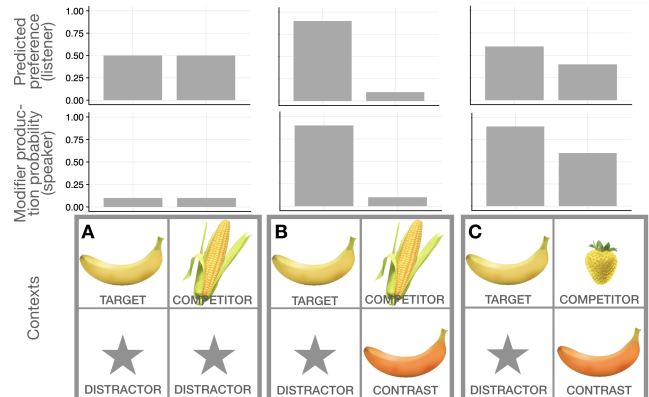 Predicted
preference
(listener)
1.00
0.75
0.50
0.25
0.00
Modifier produc-
tion probability
(speaker)
1.00
0.75
0.50
0.25
0.00
Contexts
A
TARGET
COMPETITOR
DISTRACTOR
DISTRACTOR
B
TARGET
COMPETITOR
DISTRACTOR
CONTRAST
C
TARGET
COMPETITOR
DISTRACTOR
CONTRAST